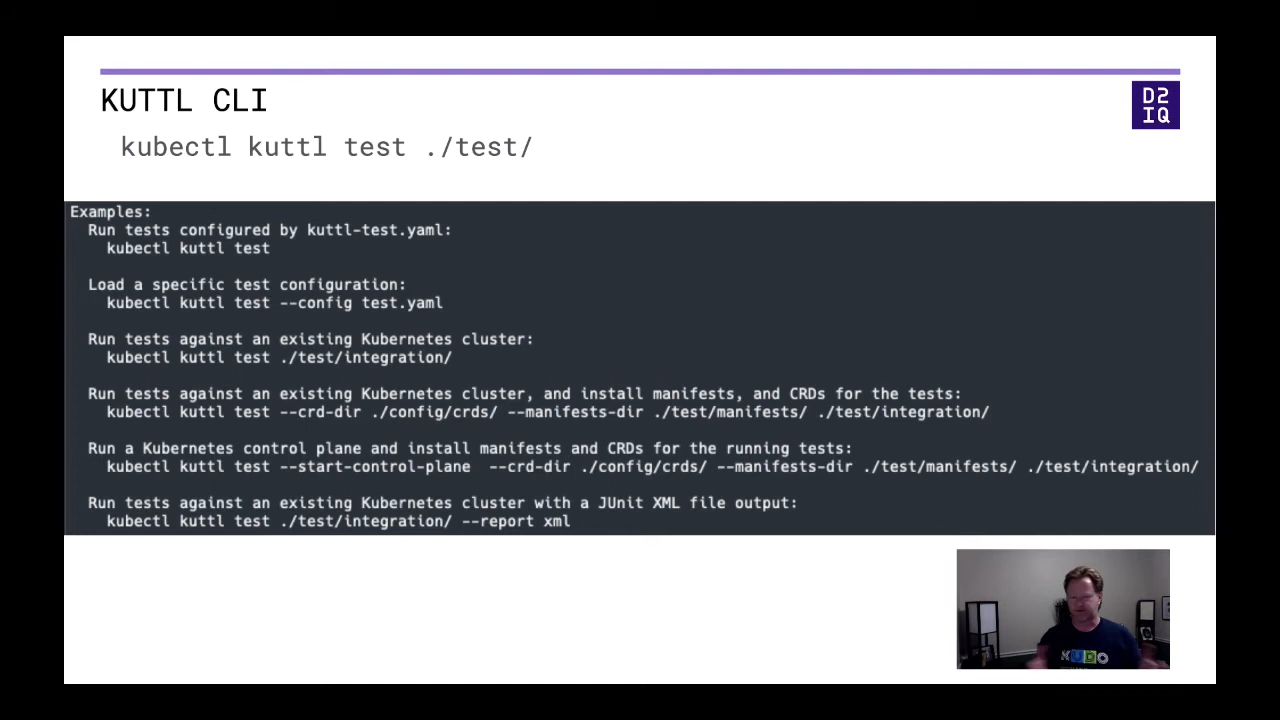 KUTTL CLI
D2
IQ
kubectl kuttl test ./test/
Examples:
Run tests configured by kuttl-test.yaml:
kubectl kuttl test
Load a specific test configuration:
kubectl kuttl test --config test.yaml
Run tests against an existing Kubernetes cluster:
kubectl kuttl test ./test/integration/
Run tests against an existing Kubernetes cluster, and install manifests, and CRDs for the tests:
kubectl kuttl test --crd-dir ./config/crds/ --manifests-dir ./test/manifests/ ./test/integration/
Run a Kubernetes control plane and install manifests and CRDs for the running tests:
kubectl kuttl test --start-control-plane  --crd-dir ./config/crds/ --manifests-dir ./test/manifests/ ./test/integration/
Run tests against an existing Kubernetes cluster with a JUnit XML file output:
kubectl kuttl test ./test/integration/ --report xml
KUDO